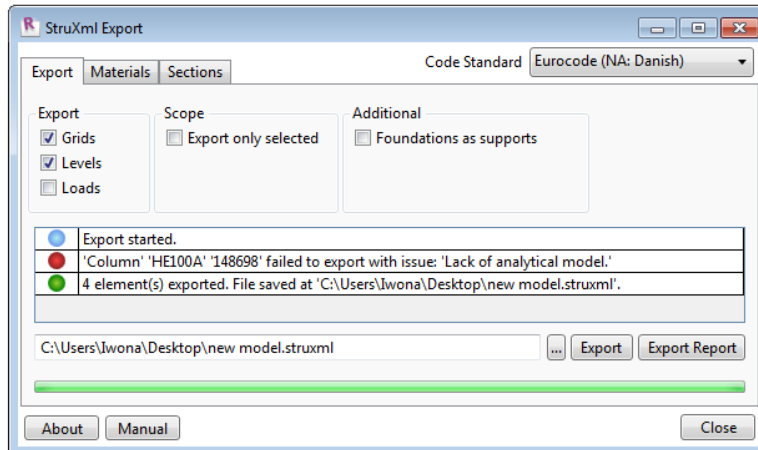 StruXml Export
Code Standard Eurocode (NA: Danish)
Export Materials Sections
Export Scope Additional
Grids Export only selected Foundations as supports
Levels
Loads
Export started.
'Column' 'HE100A' '148698' failed to export with issue: 'Lack of analytical model.'
4 element(s) exported. File saved at 'C:\Users\Iwona\Desktop\new model.struxml'.
C:\Users\Iwona\Desktop\new model.struxml ... Export Export Report
About Manual Close